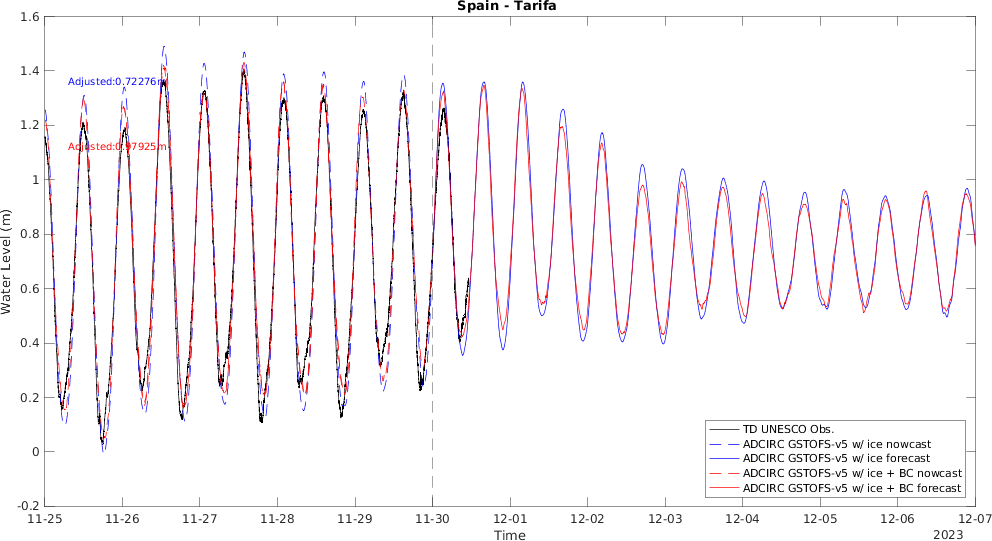 Spain - Tarifa
1.6
1.4
1.2
1
0.8
0.6
0.4
0.2
0
-0.2
Water Level (m)
Adjusted:0.72276m
Adjusted:0.97925m
TD UNESCO Obs.
ADCIRC GSTOFS-v5 w/ ice nowcast
ADCIRC GSTOFS-v5 w/ ice forecast
ADCIRC GSTOFS-v5 w/ ice + BC nowcast
ADCIRC GSTOFS-v5 w/ ice + BC forecast
11-25 11-26 11-27 11-28 11-29 11-30 12-01 12-02 12-03 12-04 12-05 12-06 12-07
Time
2023